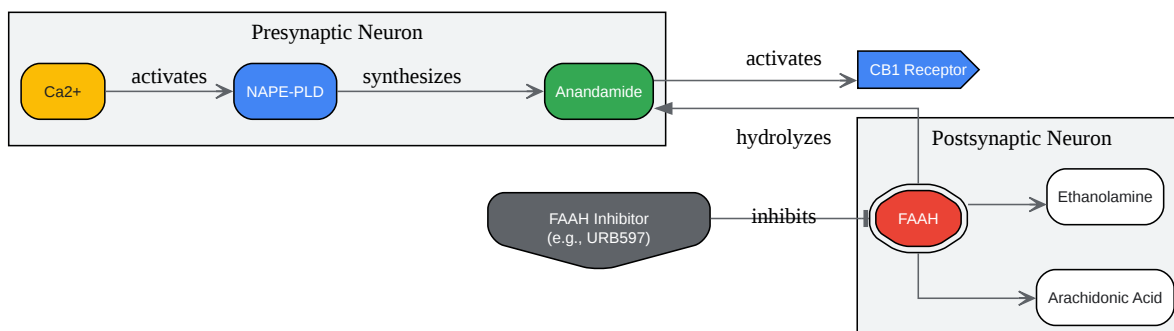 Presynaptic Neuron
Ca2+
activates
NAPE-PLD
synthesizes
Anandamide
activates
CB1 Receptor
hydrolyzes
Postsynaptic Neuron
FAAH Inhibitor
(e.g., URB597)
inhibits
FAAH
Ethanolamine
Arachidonic Acid